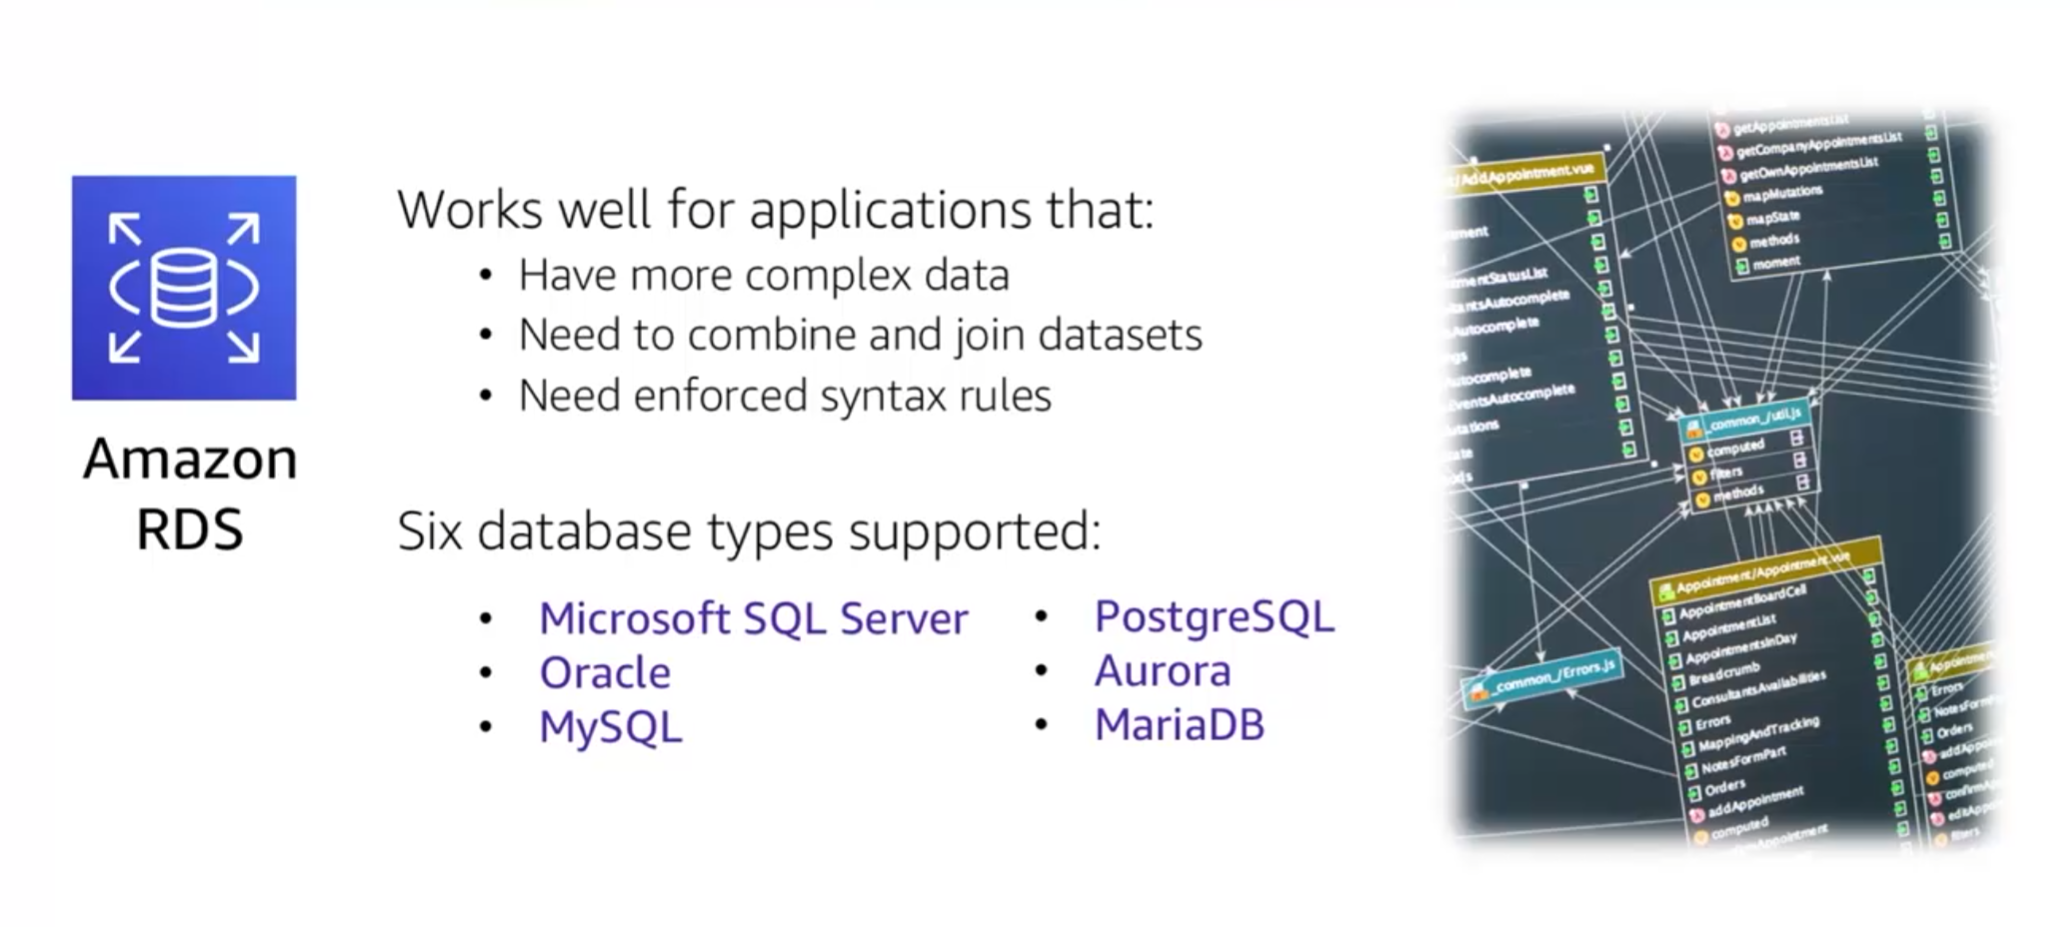 Amazon
RDS
Works well for applications that:
• Have more complex data
• Need to combine and join datasets
• Need enforced syntax rules
Six database types supported:
• Microsoft SQL Server
• Oracle
• MySQL
• PostgreSQL
• Aurora
• MariaDB
/AddAppointment.vue
getAppointmentsList
getCompanyAppointmentsList
getOwnAppointmentsList
mapMutations
mapState
methods
moment
_common_/util.js
computed
filters
methods
_common_/Errors.js
Appointment/Appointment.vue
AppointmentBoardCell
AppointmentList
AppointmentsInDay
Breadcrumb
ConsultantsAvailabilities
Errors
MappingAndTracking
NotesFormPart
Orders
addAppointment
computed
Errors
Orders
filters